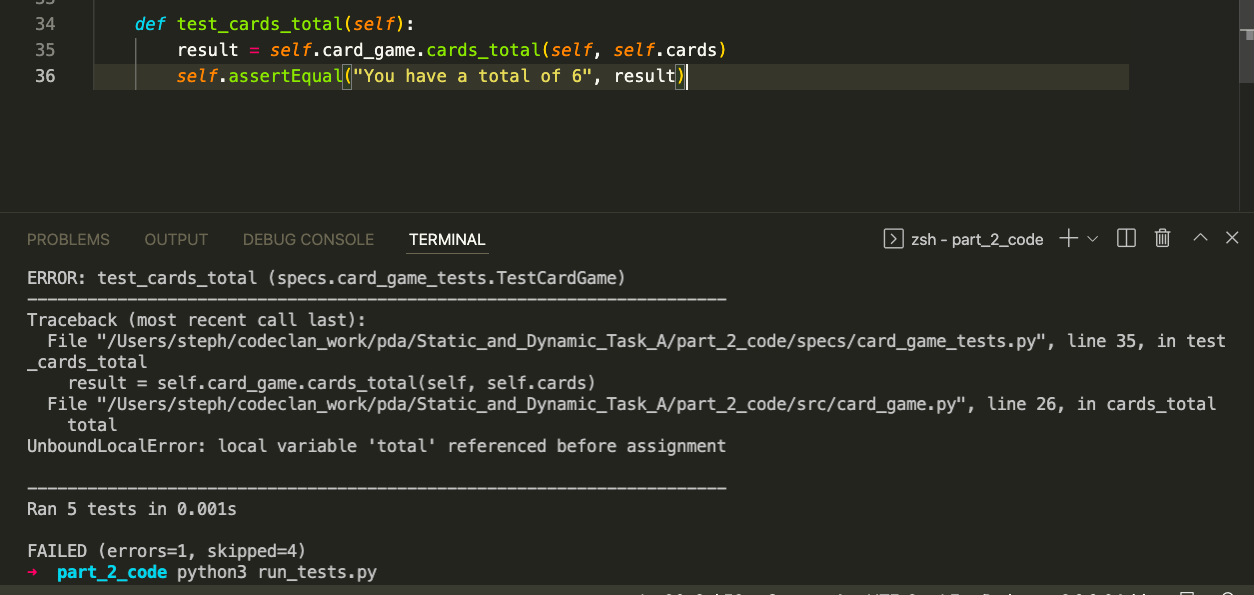 34 def test_cards_total(self):
35 result = self.card_game.cards_total(self, self.cards)
36 self.assertEqual("You have a total of 6", result)
PROBLEMS OUTPUT DEBUG CONSOLE TERMINAL zsh - part_2_code
ERROR: test_cards_total (specs.card_game_tests.TestCardGame)
----------------------------------------------------------------------
Traceback (most recent call last):
File "/Users/steph/codeclan_work/pda/Static_and_Dynamic_Task_A/part_2_code/specs/card_game_tests.py", line 35, in test
_cards_total
result = self.card_game.cards_total(self, self.cards)
File "/Users/steph/codeclan_work/pda/Static_and_Dynamic_Task_A/part_2_code/src/card_game.py", line 26, in cards_total
total
UnboundLocalError: local variable 'total' referenced before assignment
----------------------------------------------------------------------
Ran 5 tests in 0.001s
FAILED (errors=1, skipped=4)
→ part_2_code python3 run_tests.py